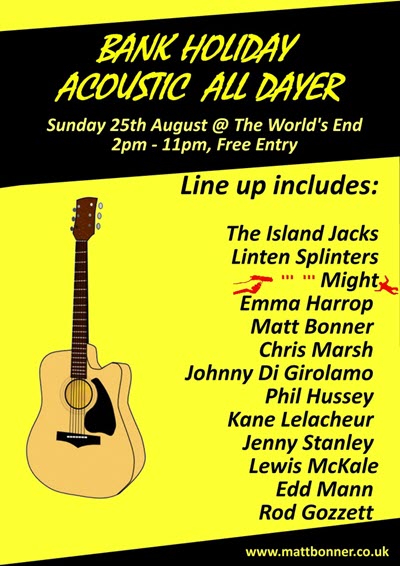 BANK HOLIDAY
ACOUSTIC ALL DAYER
Sunday 25th August @ The World's End
2pm - 11pm, Free Entry
Line up includes:
The Island Jacks
Linten Splinters
Might
Emma Harrop
Matt Bonner
Chris Marsh
Johnny Di Girolamo
Phil Hussey
Kane Lelacheur
Jenny Stanley
Lewis McKale
Edd Mann
Rod Gozzett
www.mattbonner.co.uk